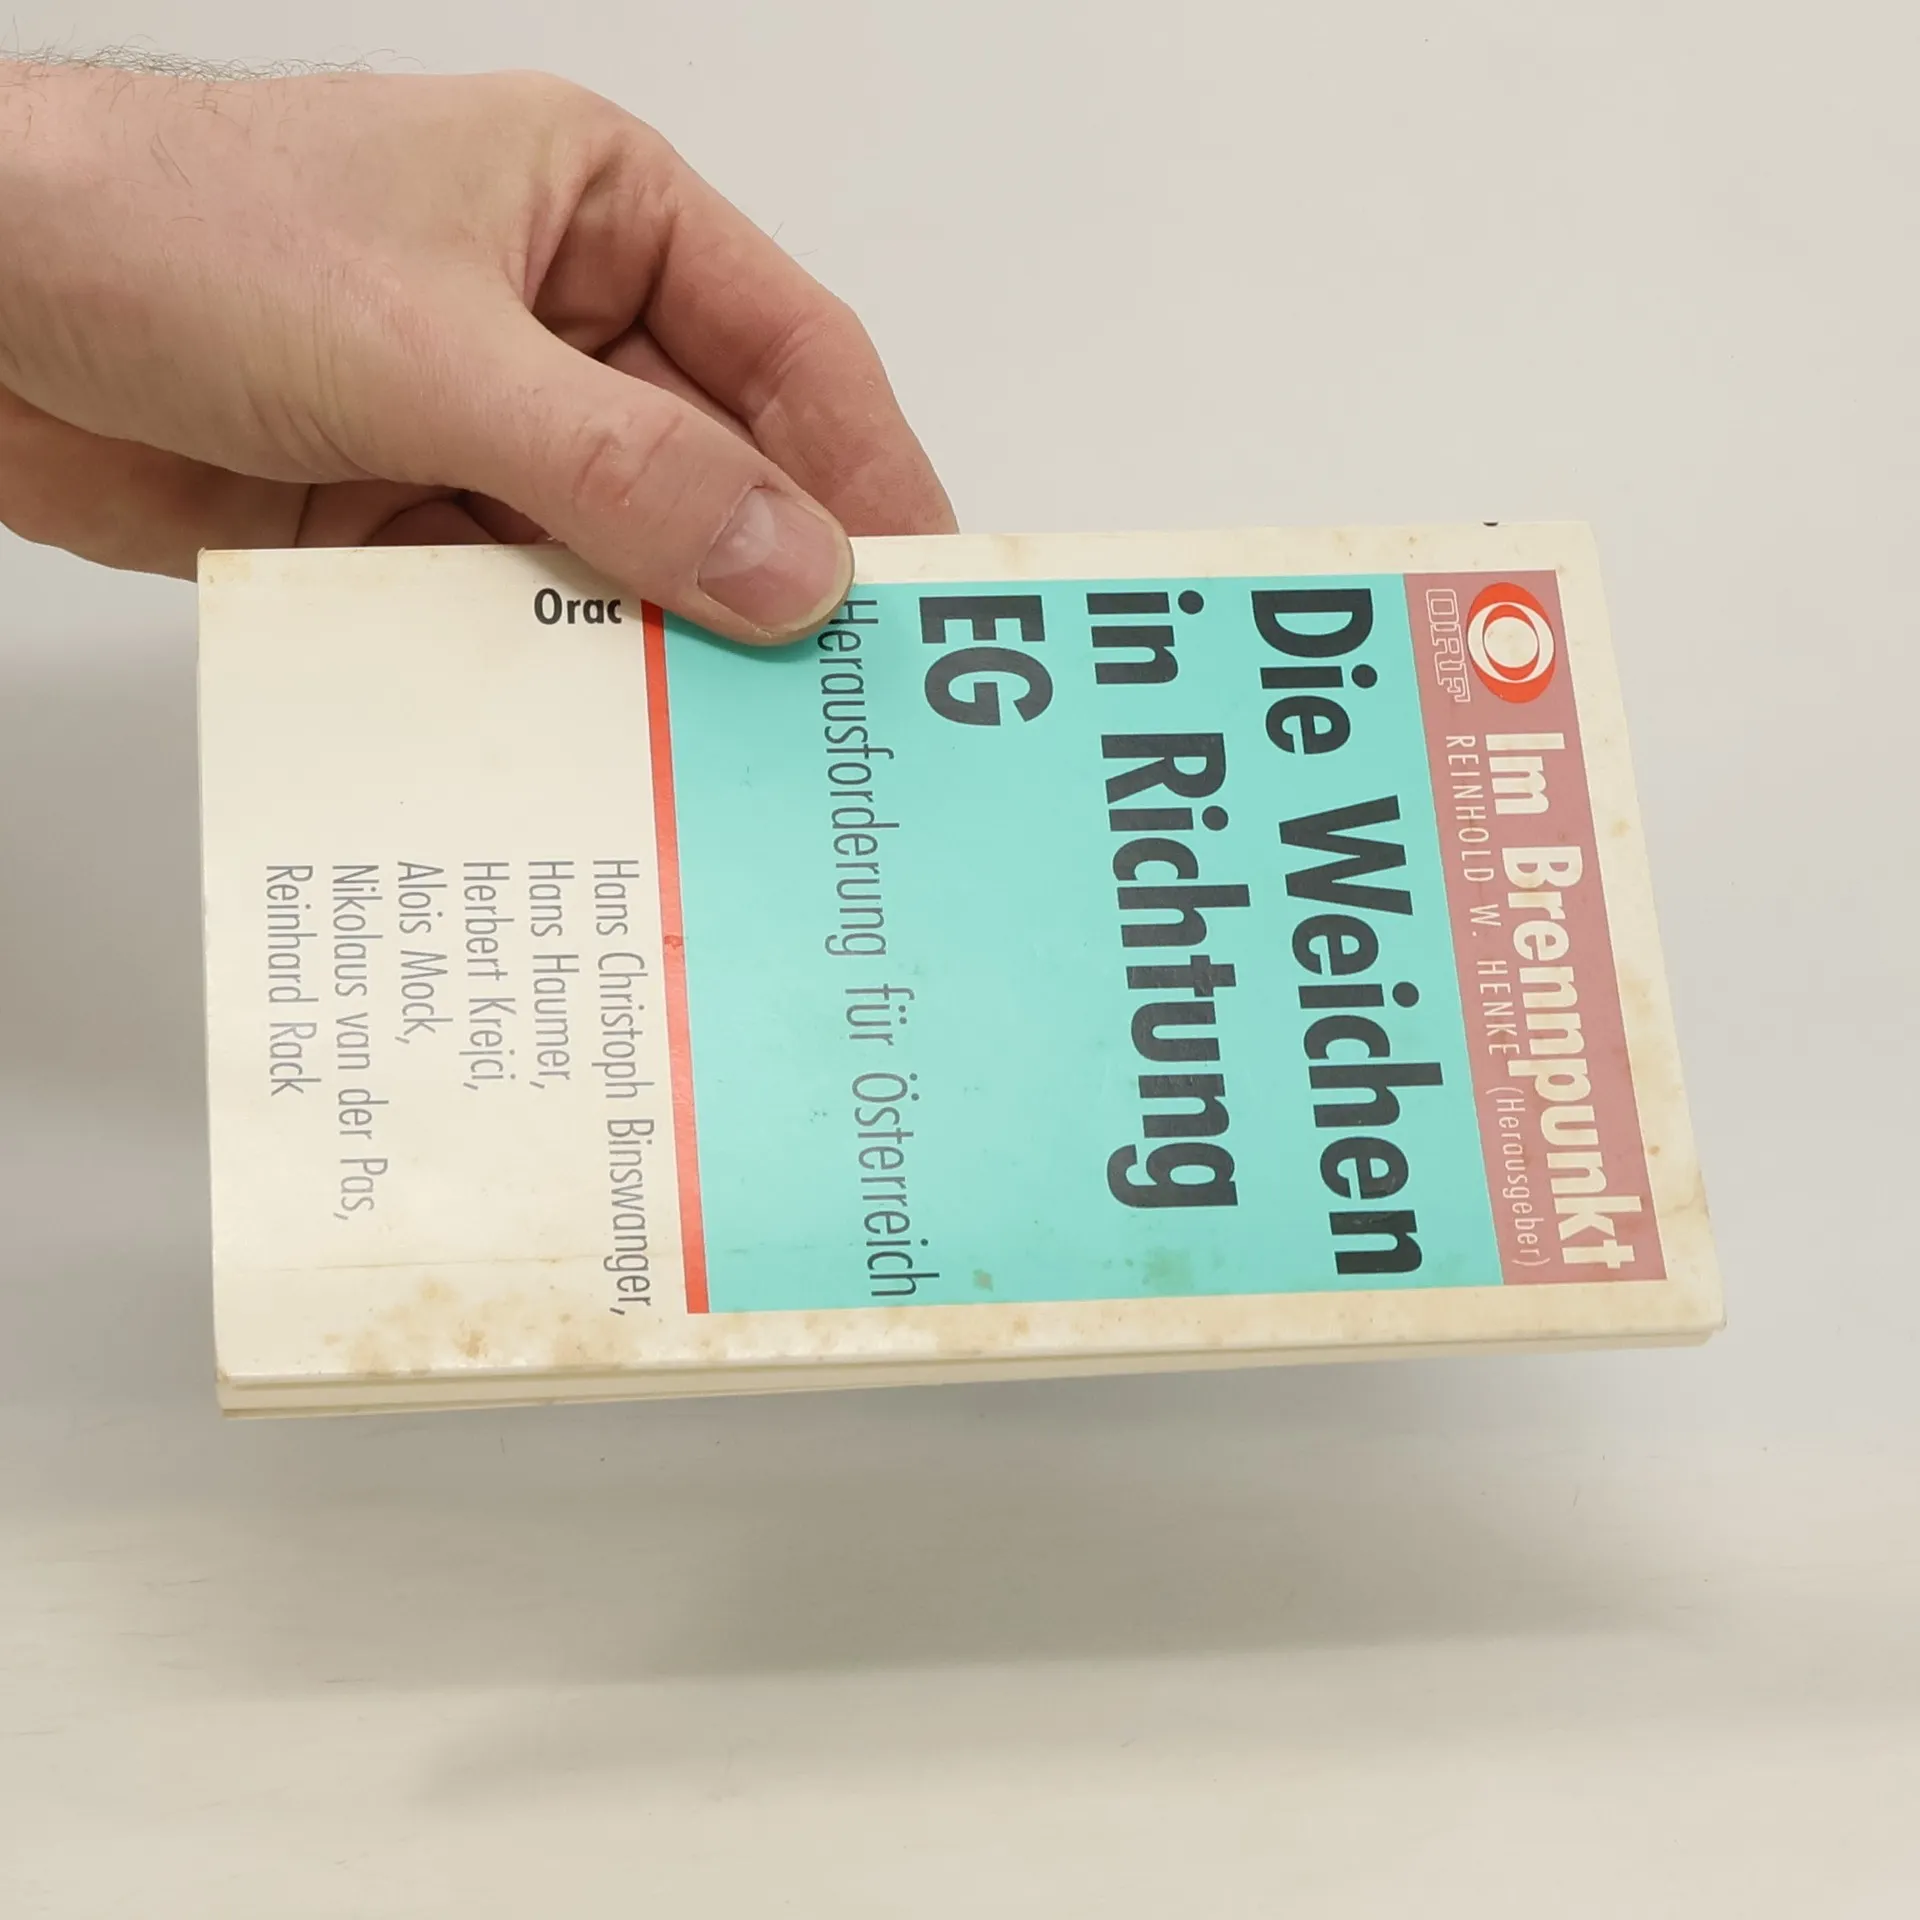 ORF
Im Brennpunkt
REINHOLD W. HENKE (Herausgeber)
Die Weichen
in Richtung
EG
Herausforderung für Österreich
Hans Christoph Binswanger,
Hans Haumer,
Herbert Krejci,
Alois Mock,
Nikolaus van der Pas,
Reinhard Rack
Orac